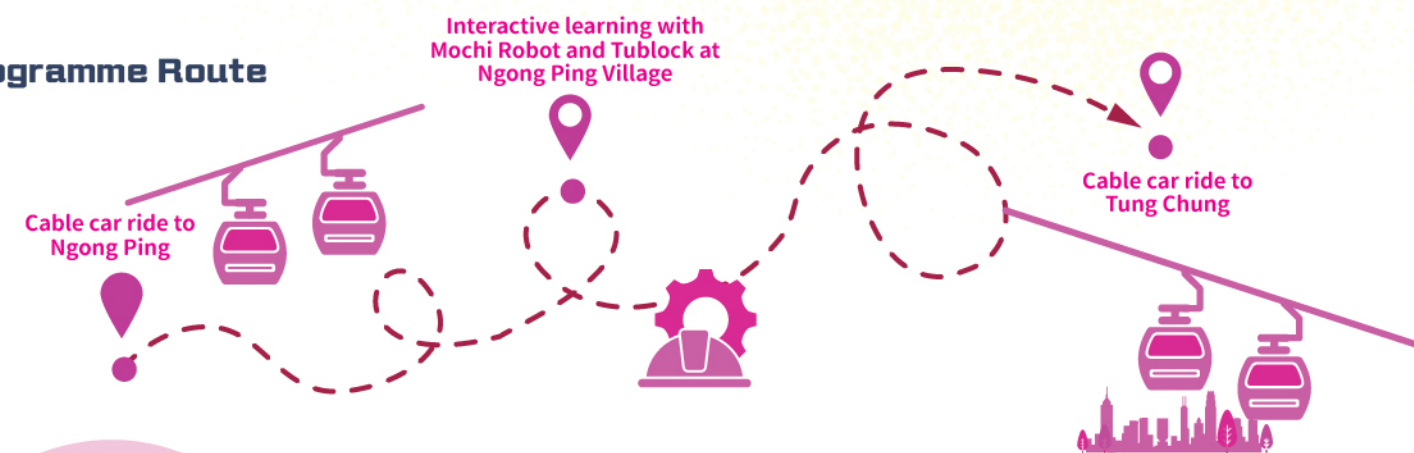 ogramme Route
Interactive learning with
Mochi Robot and Tublock at
Ngong Ping Village
Cable car ride to
Ngong Ping
Cable car ride to
Tung Chung